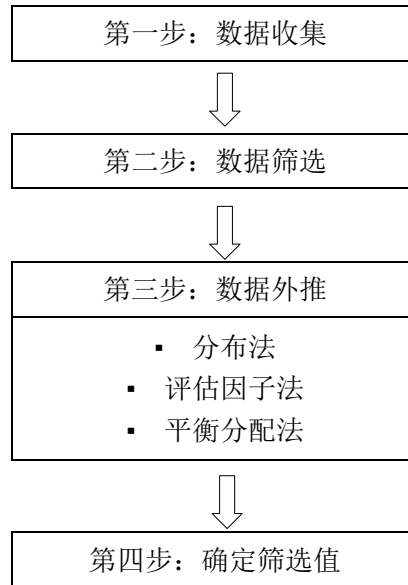 第一步：数据收集
第二步：数据筛选
第三步：数据外推
▪ 分布法
▪ 评估因子法
▪ 平衡分配法
第四步：确定筛选值